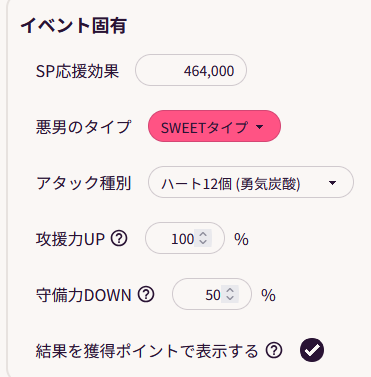 イベント固有
SP応援効果 464,000
悪男のタイプ SWEETタイプ
アタック種別 ハート12個 (勇気炭酸)
攻援力UP ? 100 %
守備力DOWN ? 50 %
結果を獲得ポイントで表示する ?